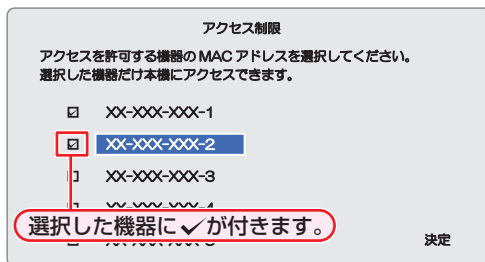 アクセス制限
アクセスを許可する機器の MAC アドレスを選択してください。
選択した機器だけ本機にアクセスできます。
☑ XX-XXX-XXX-1
☑ XX-XXX-XXX-2
XX-XXX-XXX-3
選択した機器に✓が付きます。
決定